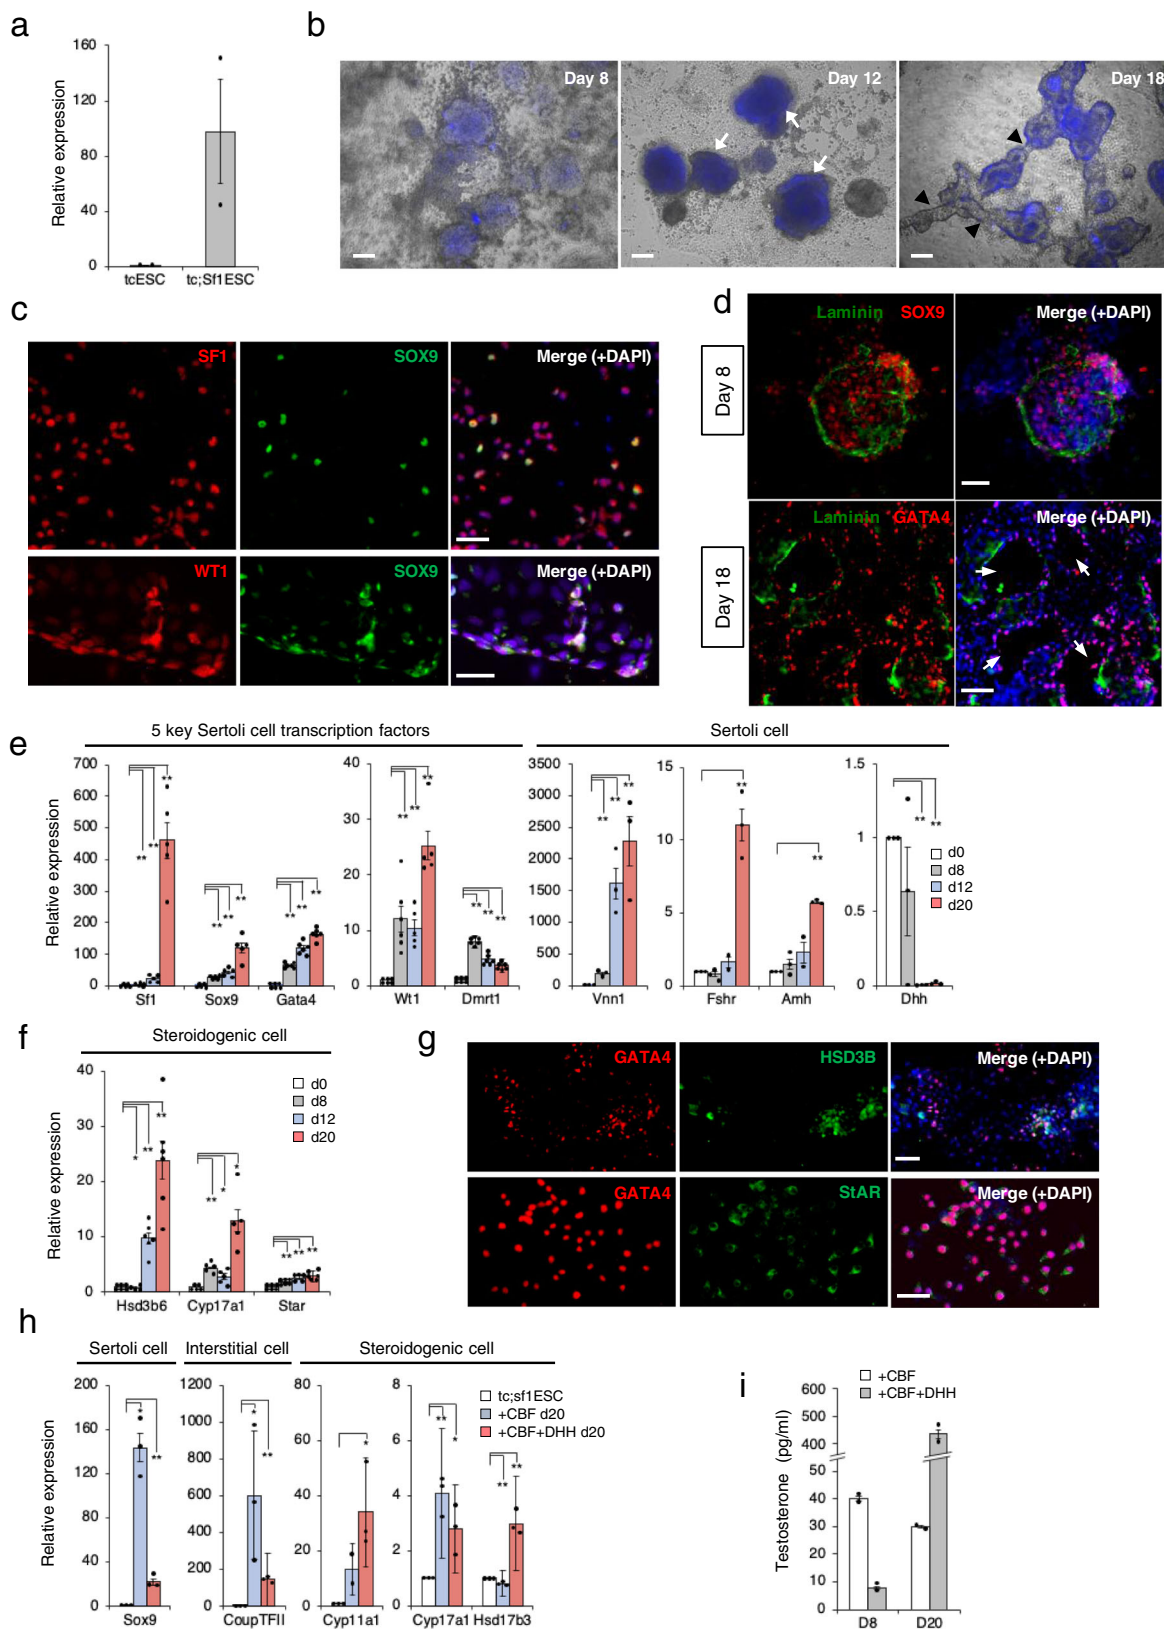 a
Relative expression
160
120
80
40
0
tcESC
tc;Sf1ESC
b
Day 8
Day 12
Day 18
c
SF1
SOX9
Merge (+DAPI)
WT1
SOX9
Merge (+DAPI)
d
Day 8
Laminin SOX9
Merge (+DAPI)
Day 18
Laminin GATA4
Merge (+DAPI)
e
5 key Sertoli cell transcription factors
Sertoli cell
Relative expression
700
600
500
400
300
200
100
0
** ** **
** ** **
** ** **
Sf1
Sox9
Gata4
40
30
20
10
0
** ** **
** ** **
Wt1
Dmrt1
3500
3000
2500
2000
1500
1000
500
0
** ** **
Vnn1
15
10
5
0
**
**
Fshr
Amh
1.5
1
0.5
0
** **
Dhh
d0
d8
d12
d20
f
Steroidogenic cell
Relative expression
40
30
20
10
0
* ** **
** * *
** ** **
Hsd3b6
Cyp17a1
Star
d0
d8
d12
d20
g
GATA4
HSD3B
Merge (+DAPI)
GATA4
StAR
Merge (+DAPI)
h
Sertoli cell
Interstitial cell
Steroidogenic cell
Relative expression
200
160
120
80
40
0
* **
Sox9
1200
1000
800
600
400
200
0
* **
CoupTFII
80
60
40
20
0
*
Cyp11a1
8
6
4
2
0
** *
** **
Cyp17a1
Hsd17b3
tc;sf1ESC
+CBF d20
+CBF+DHH d20
i
+CBF
+CBF+DHH
Testosterone (pg/ml)
600
500
400
50
40
30
20
10
0
D8
D20